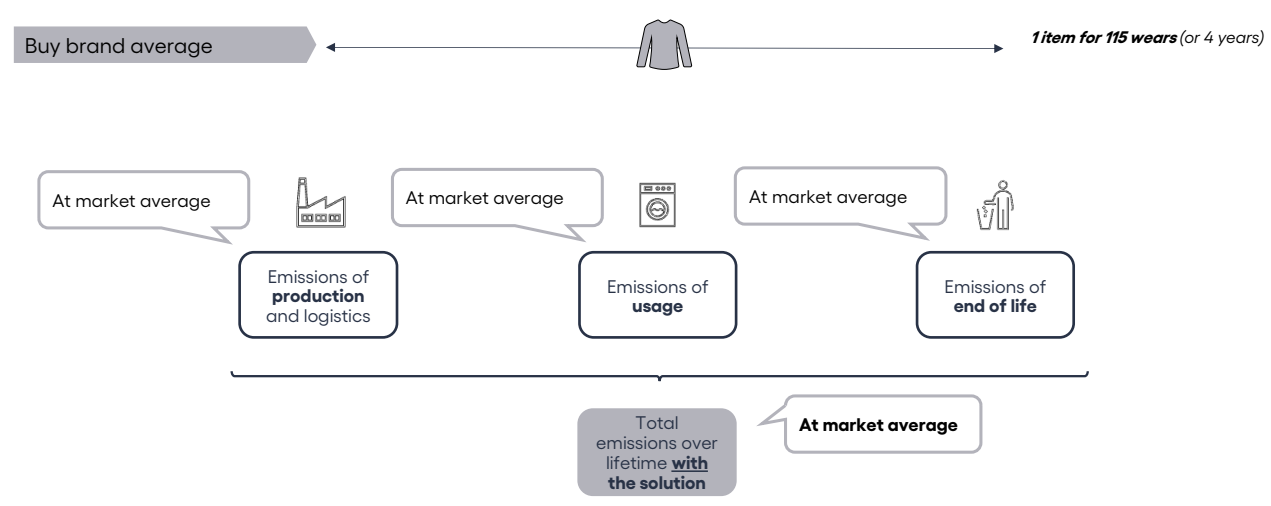 Buy brand average
1 item for 115 wears (or 4 years)
At market average
At market average
At market average
Emissions of
production
and logistics
Emissions of
usage
Emissions of
end of life
Total
emissions over
lifetime with
the solution
At market average